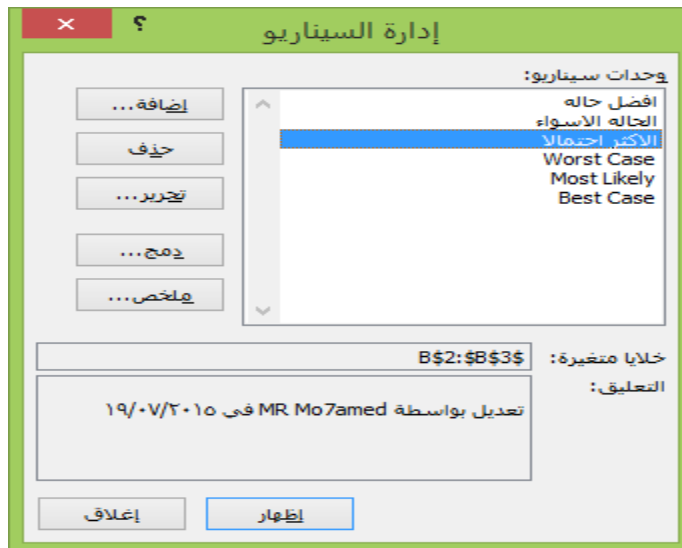 إدارة السيناريو
؟
×
وحدات سيناريو:
افضل حاله
الحاله الاسواء
الاكثر احتمالا
Worst Case
Most Likely
Best Case
إضافة...
حذف
تحرير...
دمج...
ملخص...
خلايا متغيرة:
B$2:$B$3$
التعليق:
تعديل بواسطة MR Mo7amed في ١٩/٠٧/٢٠١٥
إظهار
إغلاق